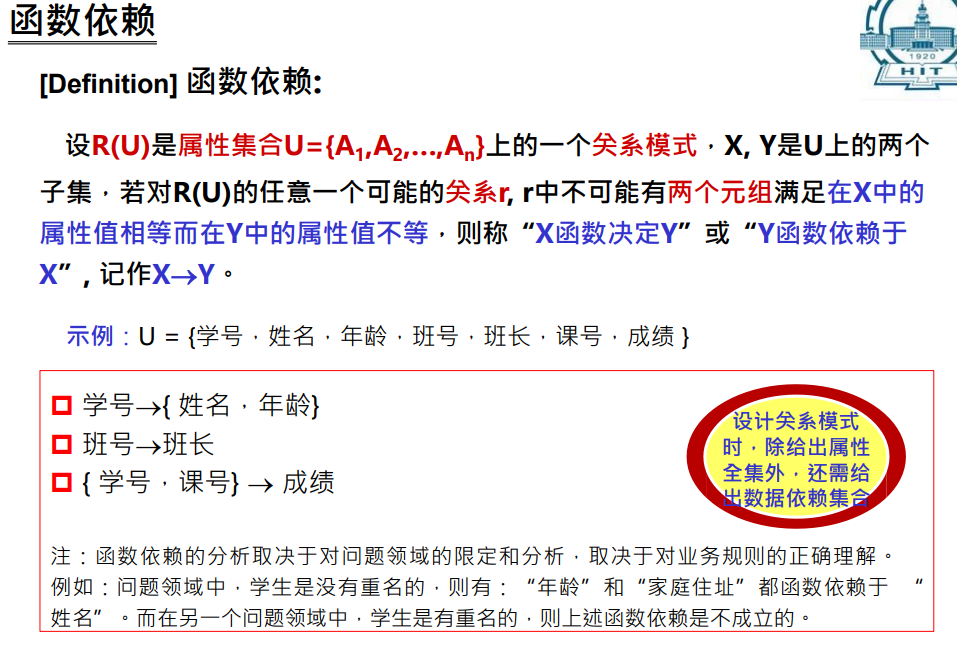 函数依赖
1920
HIT
[Definition] 函数依赖:
设R(U)是属性集合U={A1,A2,…,An}上的一个关系模式，X, Y是U上的两个
子集，若对R(U)的任意一个可能的关系r, r中不可能有两个元组满足在X中的
属性值相等而在Y中的属性值不等，则称“X函数决定Y”或“Y函数依赖于
X”, 记作X→Y。
示例：U = {学号，姓名，年龄，班号，班长，课号，成绩 }
学号→{ 姓名，年龄}
班号→班长
{ 学号，课号} → 成绩
设计关系模式
时，除给出属性
全集外，还需给
出数据依赖集合
注：函数依赖的分析取决于对问题领域的限定和分析，取决于对业务规则的正确理解。
例如：问题领域中，学生是没有重名的，则有：“年龄”和“家庭住址”都函数依赖于“
姓名”。而在另一个问题领域中，学生是有重名的，则上述函数依赖是不成立的。